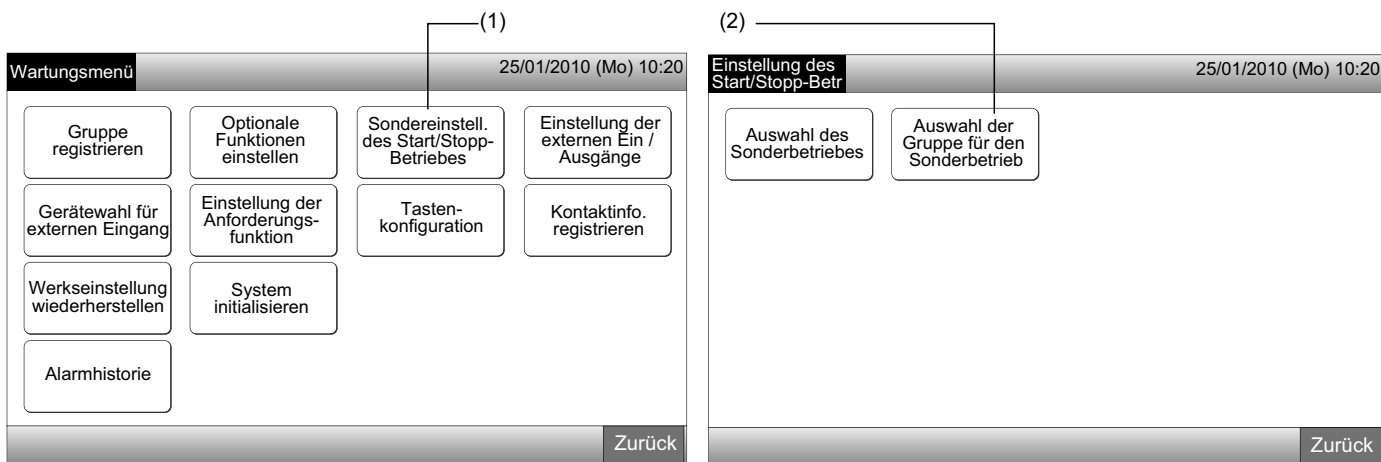 (1)
(2)
Wartungsmenü
25/01/2010 (Mo) 10:20
Gruppe
registrieren
Optionale
Funktionen
einstellen
Sondereinstell.
des Start/Stopp-
Betriebes
Einstellung der
externen Ein /
Ausgänge
Gerätewahl für
externen Eingang
Einstellung der
Anforderungs-
funktion
Tasten-
konfiguration
Kontaktinfo.
registrieren
Werkseinstellung
wiederherstellen
System
initialisieren
Alarmhistorie
Zurück
Einstellung des
Start/Stopp-Betr
25/01/2010 (Mo) 10:20
Auswahl des
Sonderbetriebes
Auswahl der
Gruppe für den
Sonderbetrieb
Zurück